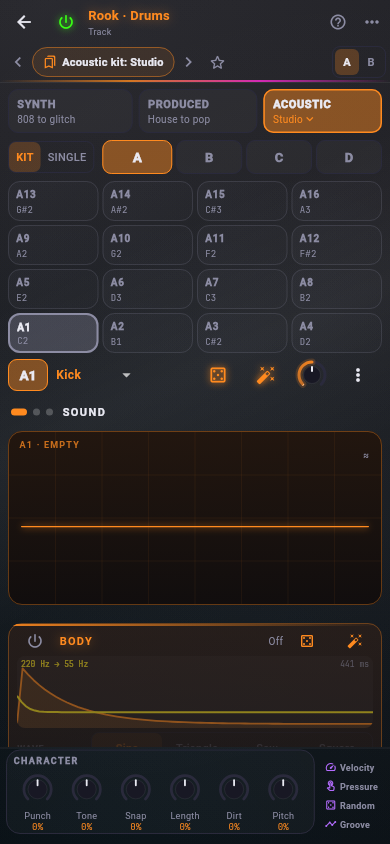 Rook · Drums
Track
Acoustic kit: Studio
A
B
SYNTH
808 to glitch
PRODUCED
House to pop
ACOUSTIC
Studio
KIT
SINGLE
A
B
C
D
A13
G#2
A14
A#2
A15
C#3
A16
A3
A9
A2
A10
G2
A11
F2
A12
F#2
A5
E2
A6
D3
A7
C3
A8
B2
A1
C2
A2
B1
A3
C#2
A4
D2
A1
Kick
SOUND
A1 · EMPTY
BODY
Off
220 Hz → 55 Hz
441 ms
CHARACTER
Punch
0%
Tone
0%
Snap
0%
Length
0%
Dirt
0%
Pitch
0%
Velocity
Pressure
Random
Groove